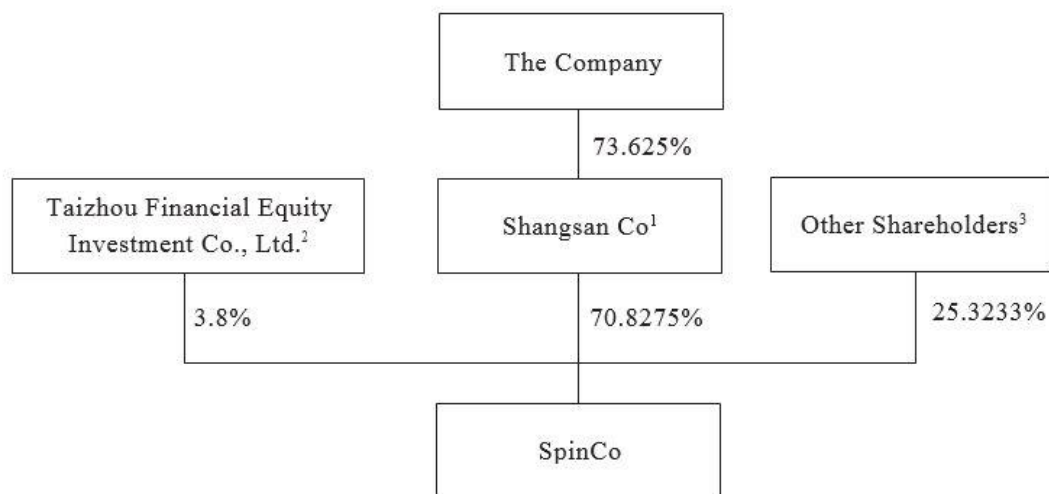 The Company
73.625%
Taizhou Financial Equity
Investment Co., Ltd.²
Shangsan Co¹
Other Shareholders³
3.8%
70.8275%
25.3233%
SpinCo